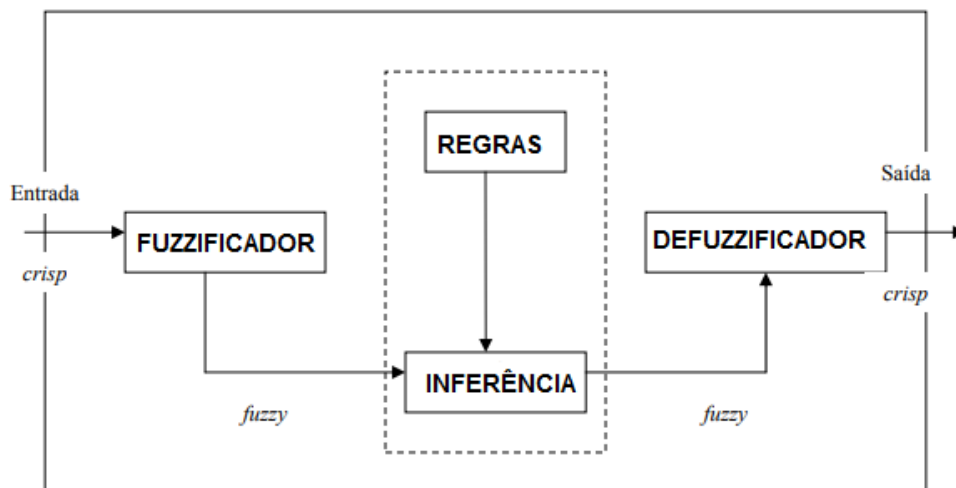 REGRAS
Entrada
Saída
FUZZIFICADOR
DEFUZZIFICADOR
crisp
crisp
INFERÊNCIA
fuzzy
fuzzy